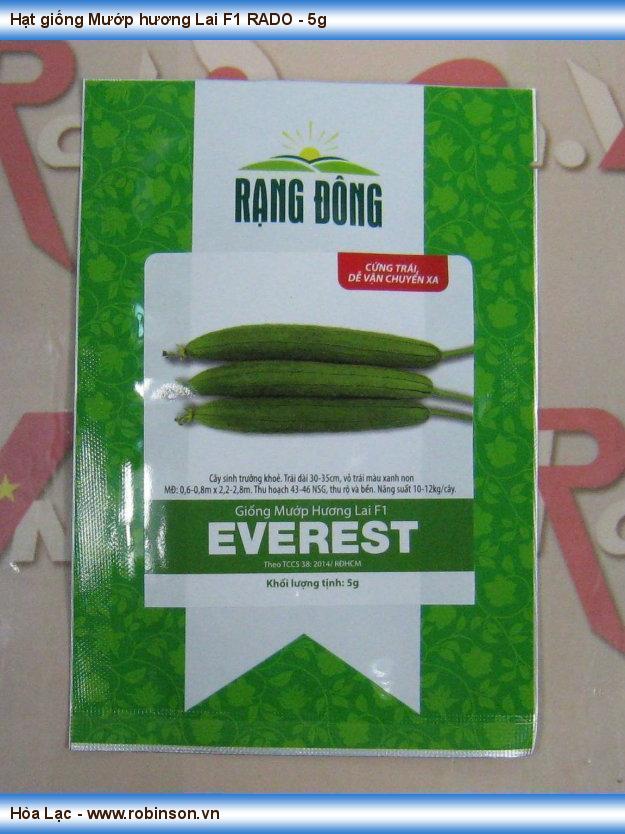 Hạt giống Mướp hương Lai F1 RADO - 5g
RẠNG ĐÔNG
CỨNG TRÁI,
DỄ VẬN CHUYỂN XA
Cây sinh trưởng khoẻ. Trái dài 30-35cm, vỏ trái màu xanh non
MĐ: 0,6-0,8m x 2,2-2,8m. Thu hoạch 43-46 NSG, thu rộ và bền. Năng suất 10-12kg/cây.
Giống Mướp Hương Lai F1
EVEREST
Theo TCCS 38: 2014/ RĐHCM
Khối lượng tịnh: 5g
Hòa Lạc - www.robinson.vn